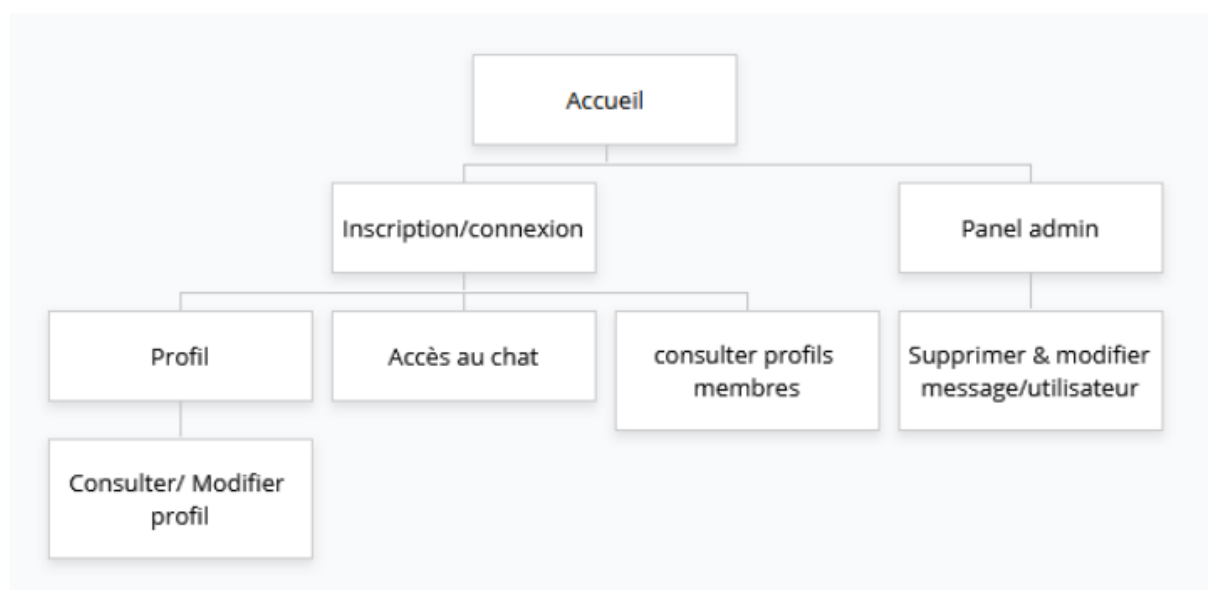 Accueil
Inscription/connexion
Panel admin
Profil
Accès au chat
consulter profils
membres
Supprimer & modifier
message/utilisateur
Consulter/ Modifier
profil